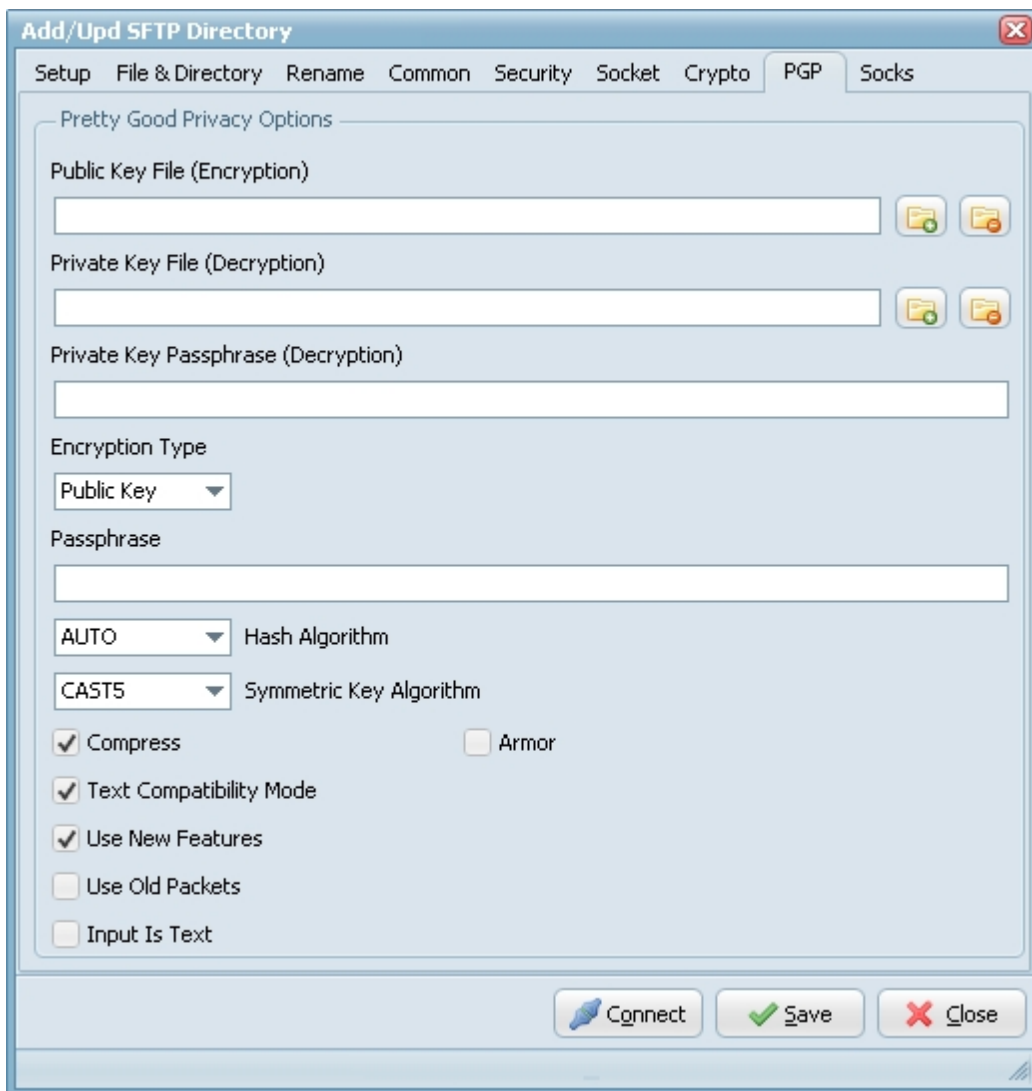 Add/Upd SFTP Directory
Setup File & Directory Rename Common Security Socket Crypto PGP Socks
Pretty Good Privacy Options
Public Key File (Encryption)
Private Key File (Decryption)
Private Key Passphrase (Decryption)
Encryption Type
Public Key
Passphrase
AUTO Hash Algorithm
CAST5 Symmetric Key Algorithm
Compress Armor
Text Compatibility Mode
Use New Features
Use Old Packets
Input Is Text
Connect Save Close